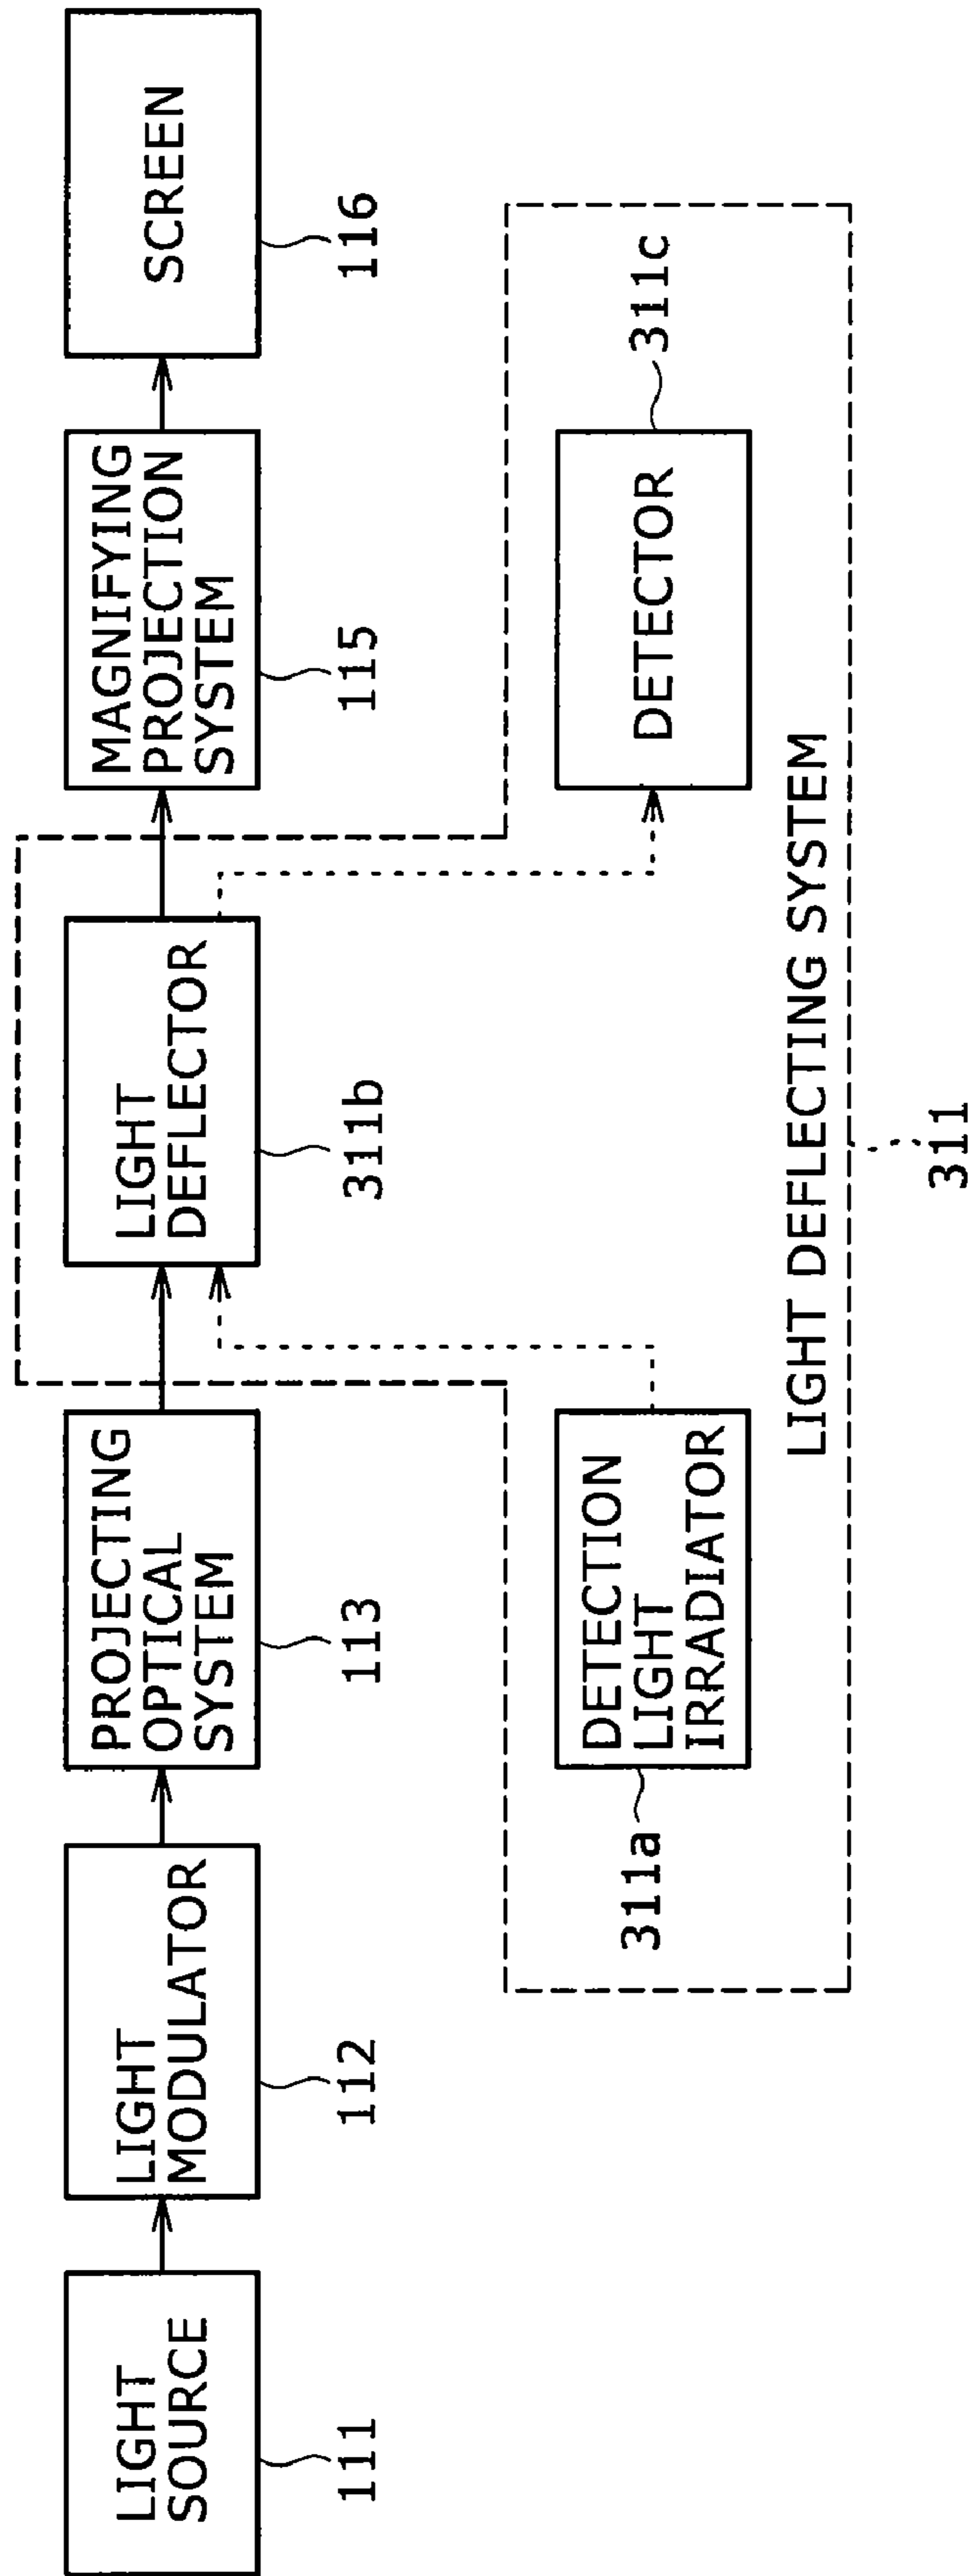 LIGHT
SOURCE
111
LIGHT
MODULATOR
112
PROJECTING
OPTICAL
SYSTEM
113
LIGHT
DEFLECTOR
311b
MAGNIFYING
PROJECTION
SYSTEM
115
SCREEN
116
DETECTION
LIGHT
IRRADIATOR
311a
DETECTOR
311c
LIGHT DEFLECTING SYSTEM
311